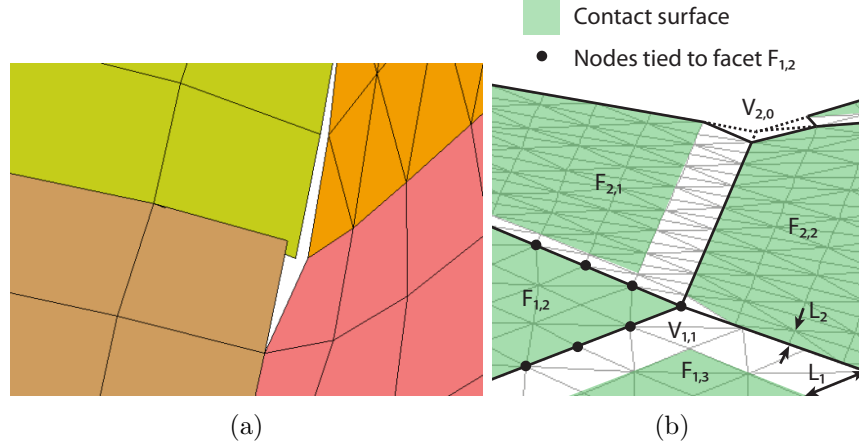 Contact surface
Nodes tied to facet F1,2
V2,0
F2,1
F2,2
F1,2
L2
V1,1
F1,3
L1
(a)
(b)